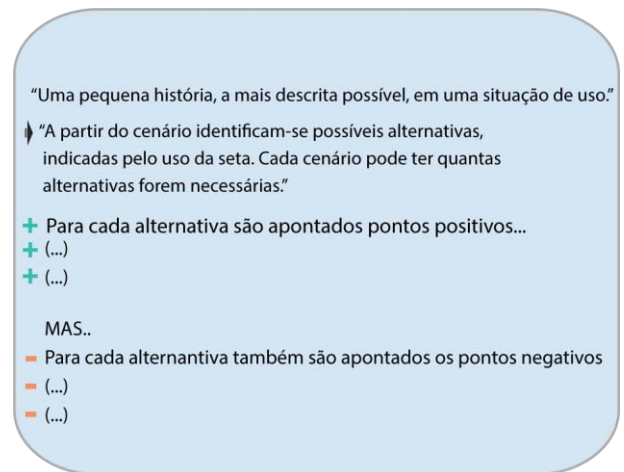 “Uma pequena história, a mais descrita possível, em uma situação de uso.”
“A partir do cenário identificam-se possíveis alternativas,
indicadas pelo uso da seta. Cada cenário pode ter quantas
alternativas forem necessárias.”
+ Para cada alternativa são apontados pontos positivos...
+ (...)
+ (...)
MAS..
- Para cada alternantiva também são apontados os pontos negativos
- (...)
- (...)